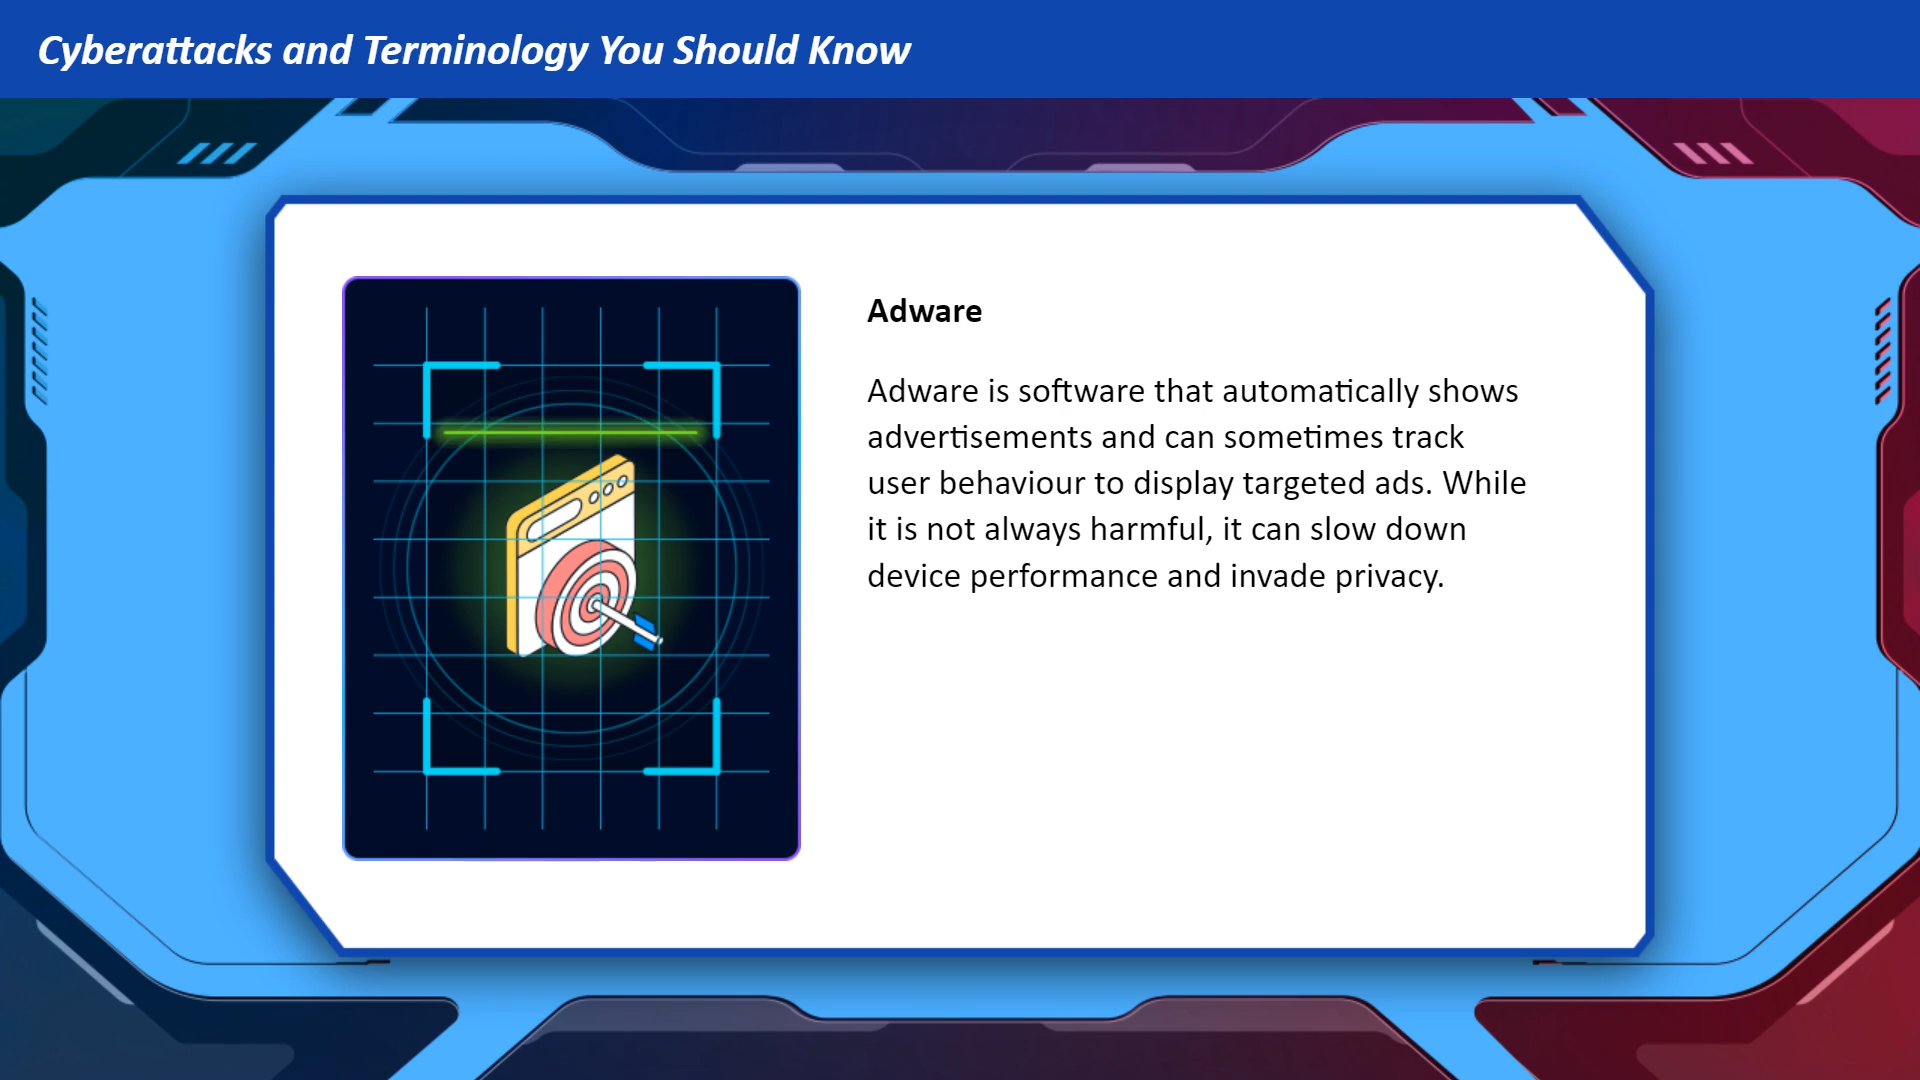 Cyberattacks and Terminology You Should Know
Adware
Adware is software that automatically shows
advertisements and can sometimes track
user behaviour to display targeted ads. While
it is not always harmful, it can slow down
device performance and invade privacy.